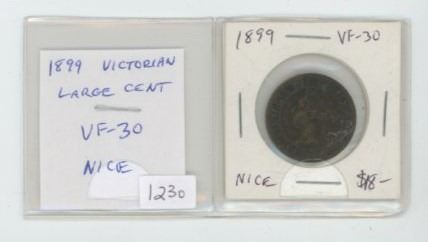 1899 VICTORIAN
LARGE CENT
VF-30
NICE
1230
1899 VF-30
NICE $18-